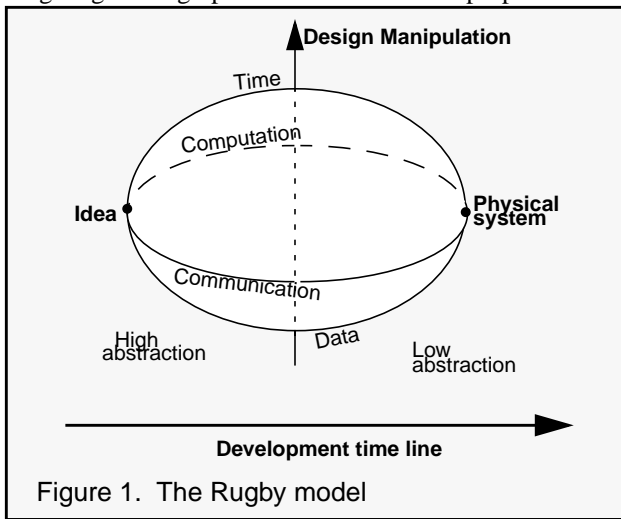 Design Manipulation
Time
Computation
Idea
Physical
system
Communication
Data
High
abstraction
Low
abstraction
Development time line
Figure 1. The Rugby model